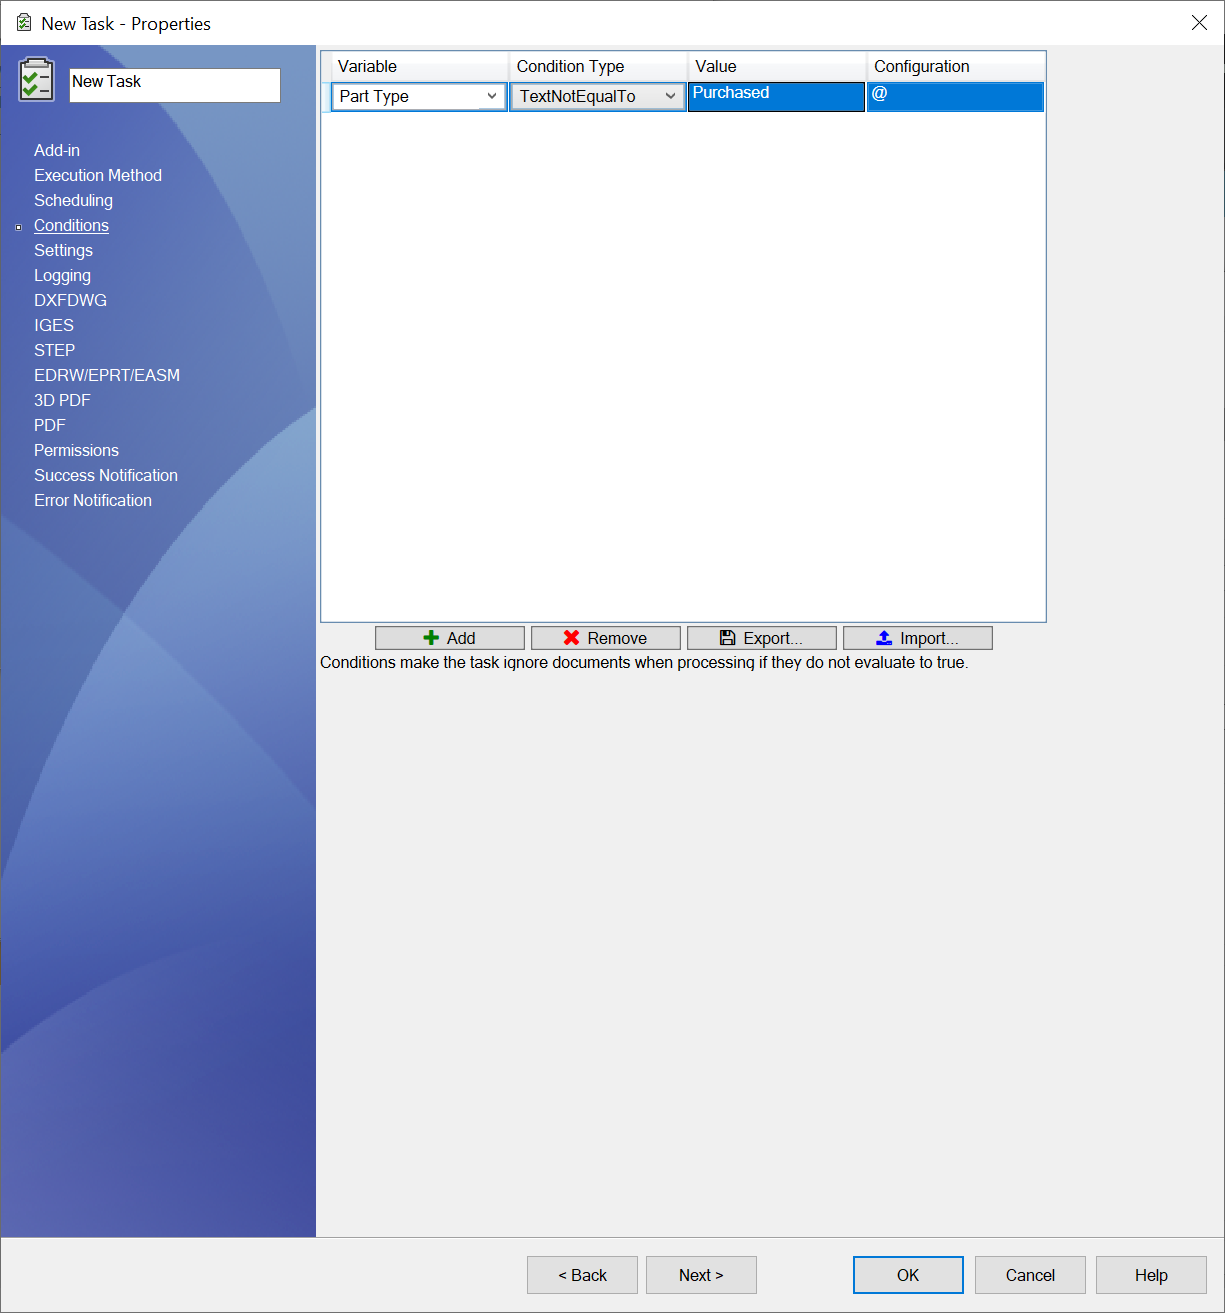 New Task - Properties
New Task
Add-in
Execution Method
Scheduling
Conditions
Settings
Logging
DXFDWG
IGES
STEP
EDRW/EPRT/EASM
3D PDF
PDF
Permissions
Success Notification
Error Notification
Variable Condition Type Value Configuration
Part Type TextNotEqualTo Purchased @
Add Remove Export... Import...
Conditions make the task ignore documents when processing if they do not evaluate to true.
< Back Next > OK Cancel Help